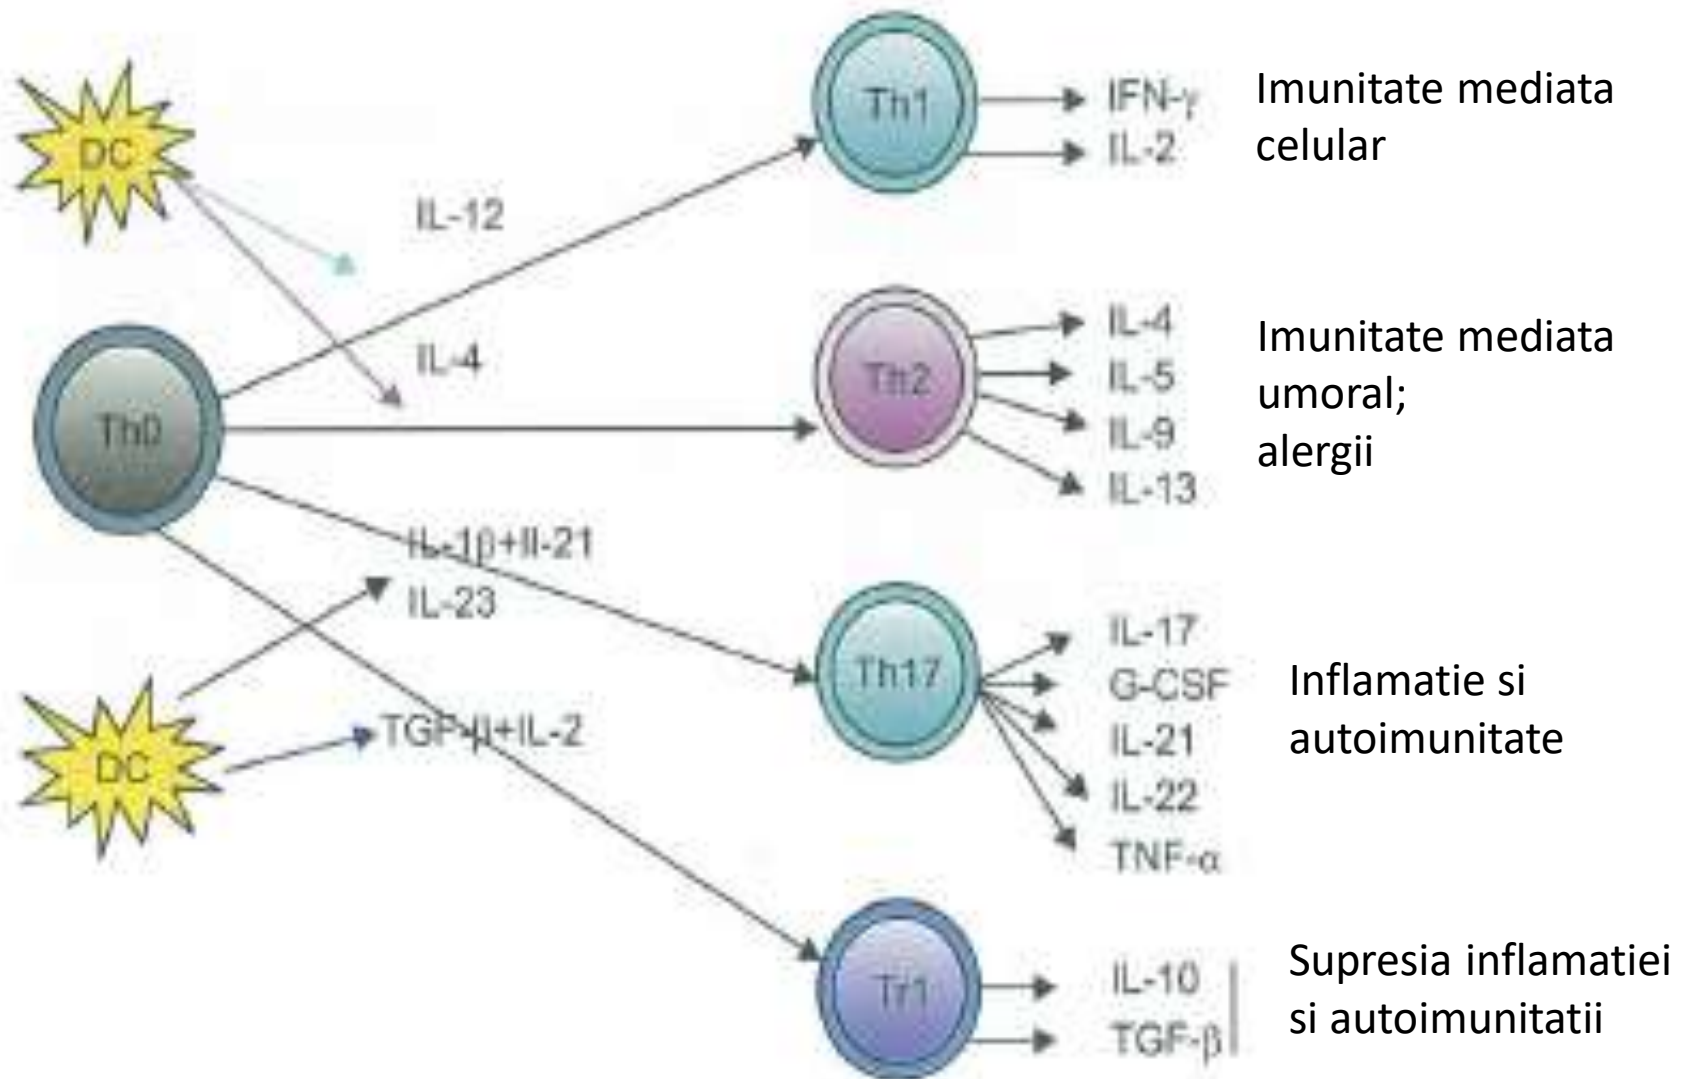 DC
IL-12
IL-4
Th0
IL-1β+Il-21
IL-23
DC
TGF-β+IL-2
Th1
IFN-γ
IL-2
Imunitate mediata
celular
Th2
IL-4
IL-5
IL-9
IL-13
Imunitate mediata
umoral;
alergii
Th17
IL-17
G-CSF
IL-21
IL-22
TNF-α
Inflamatie si
autoimunitate
Tr1
IL-10
TGF-β
Supresia inflamatiei
si autoimunitatii